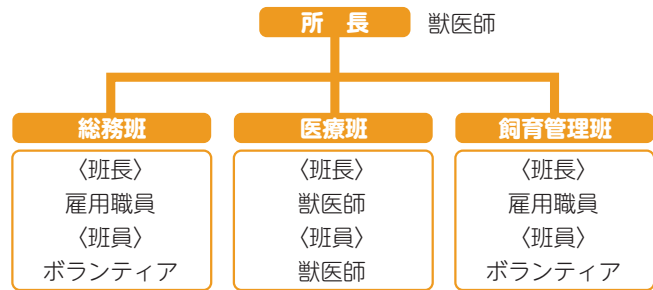 所　長　獣医師
総務班
〈班長〉
雇用職員
〈班員〉
ボランティア
医療班
〈班長〉
獣医師
〈班員〉
獣医師
飼育管理班
〈班長〉
雇用職員
〈班員〉
ボランティア